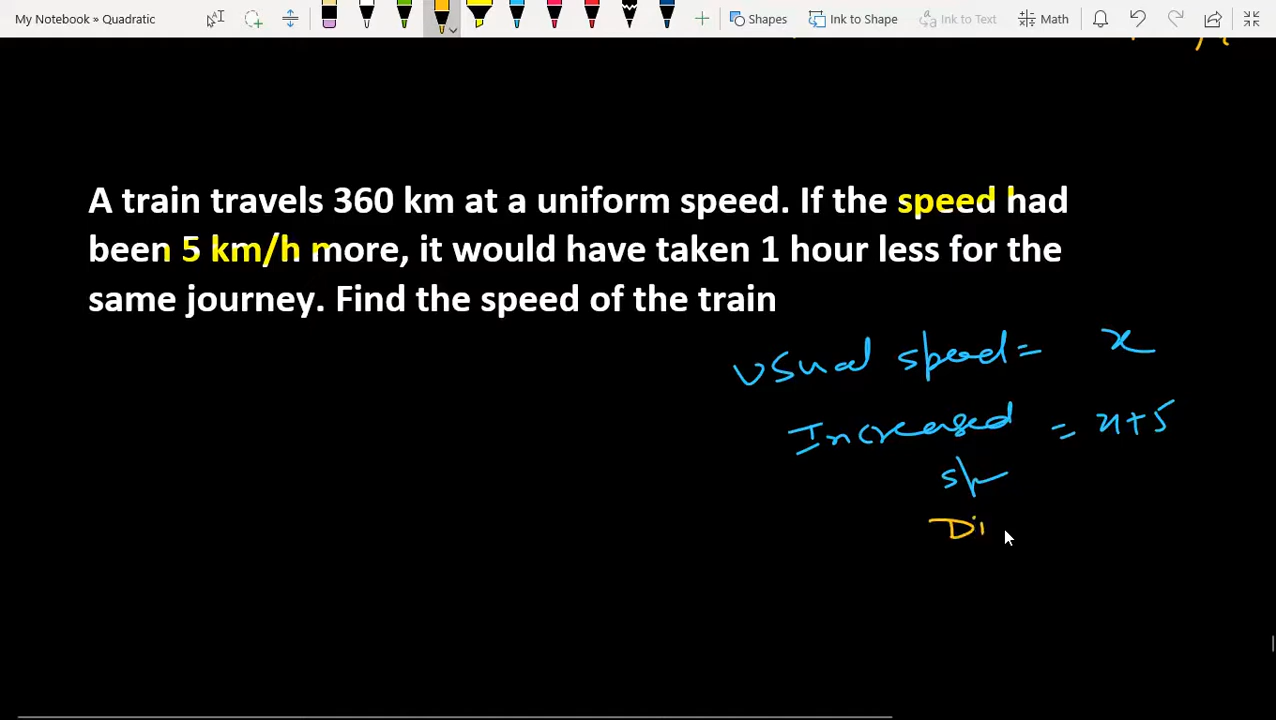 My Notebook » Quadratic
Shapes
Ink to Shape
Ink to Text
Math
A train travels 360 km at a uniform speed. If the speed had
been 5 km/h more, it would have taken 1 hour less for the
same journey. Find the speed of the train
Usual speed = x
Increased = x+5
sp
Di